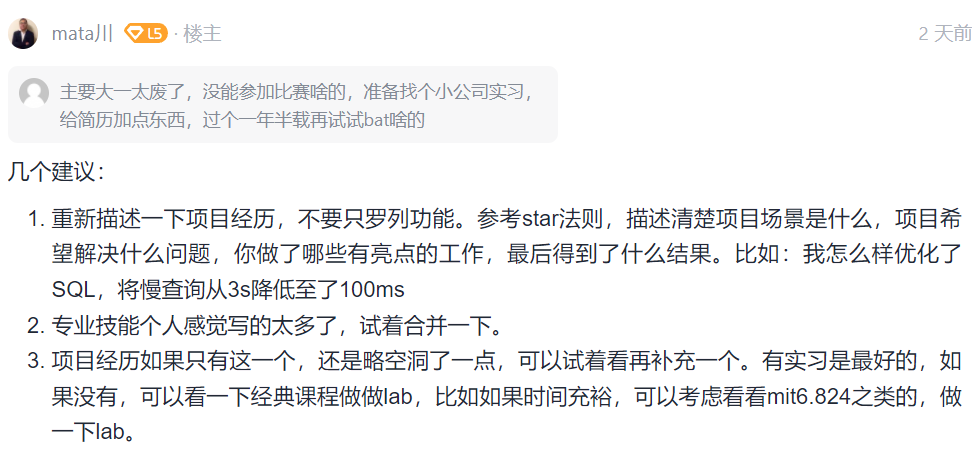 mata川 L5 · 楼主 2 天前
主要大一太废了，没能参加比赛啥的，准备找个小公司实习，
给简历加点东西，过个一年半载再试试bat啥的
几个建议：
1. 重新描述一下项目经历，不要只罗列功能。参考star法则，描述清楚项目场景是什么，项目希
望解决什么问题，你做了哪些有亮点的工作，最后得到了什么结果。比如：我怎么样优化了
SQL，将慢查询从3s降低至了100ms
2. 专业技能个人感觉写的太多了，试着合并一下。
3. 项目经历如果只有这一个，还是略空洞了一点，可以试着看再补充一个。有实习是最好的，如
果没有，可以看一下经典课程做做lab，比如如果时间充裕，可以考虑看看mit6.824之类的，做
一下lab。